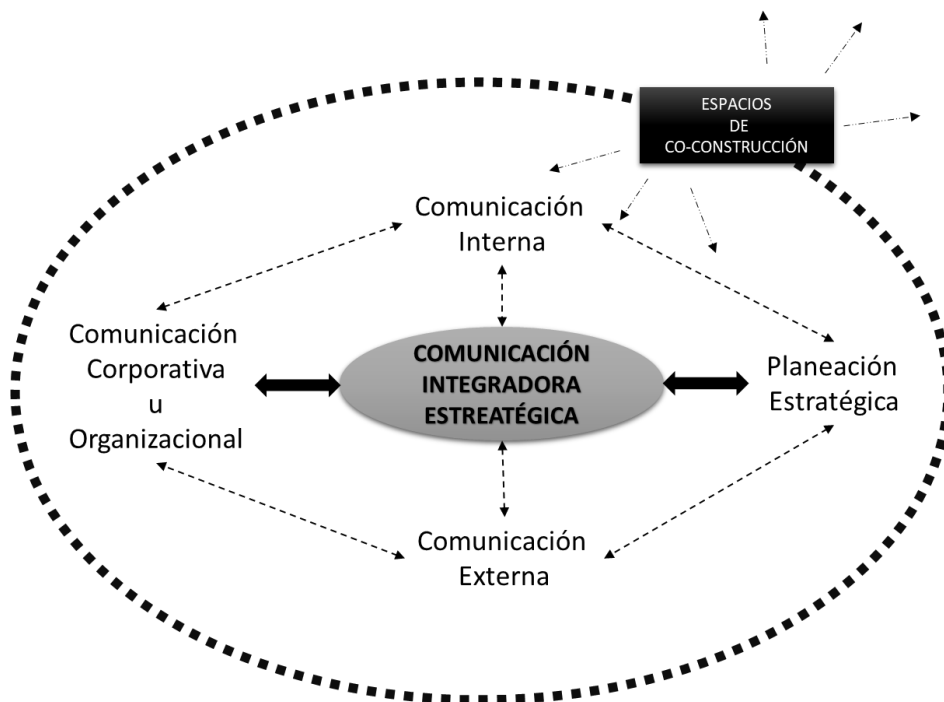 ESPACIOS
DE
CO-CONSTRUCCIÓN
Comunicación
Interna
Comunicación
Corporativa
u
Organizacional
COMUNICACIÓN
INTEGRADORA
ESTREATÉGICA
Planeación
Estratégica
Comunicación
Externa